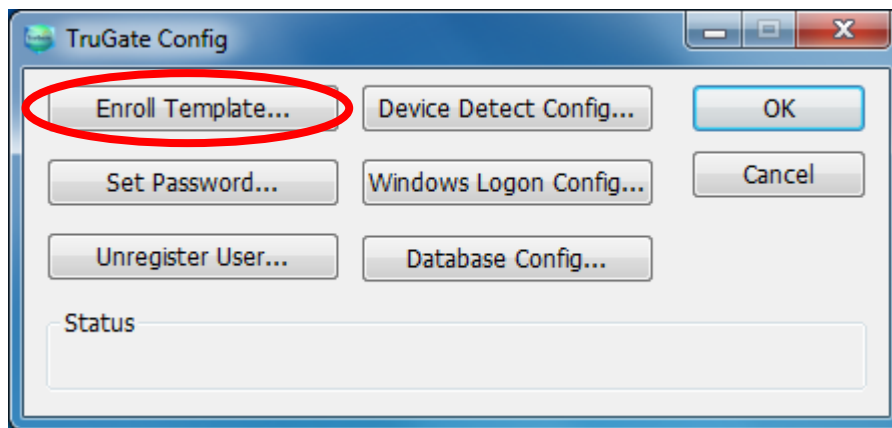 TruGate Config
Enroll Template... Device Detect Config... OK
Set Password... Windows Logon Config... Cancel
Unregister User... Database Config...
Status